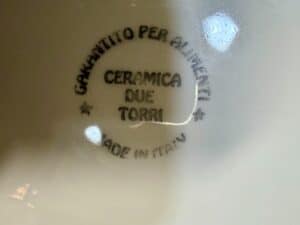 GARANTITO PER ALIMENTI
CERAMICA
DUE
TORRI
MADE IN ITALY